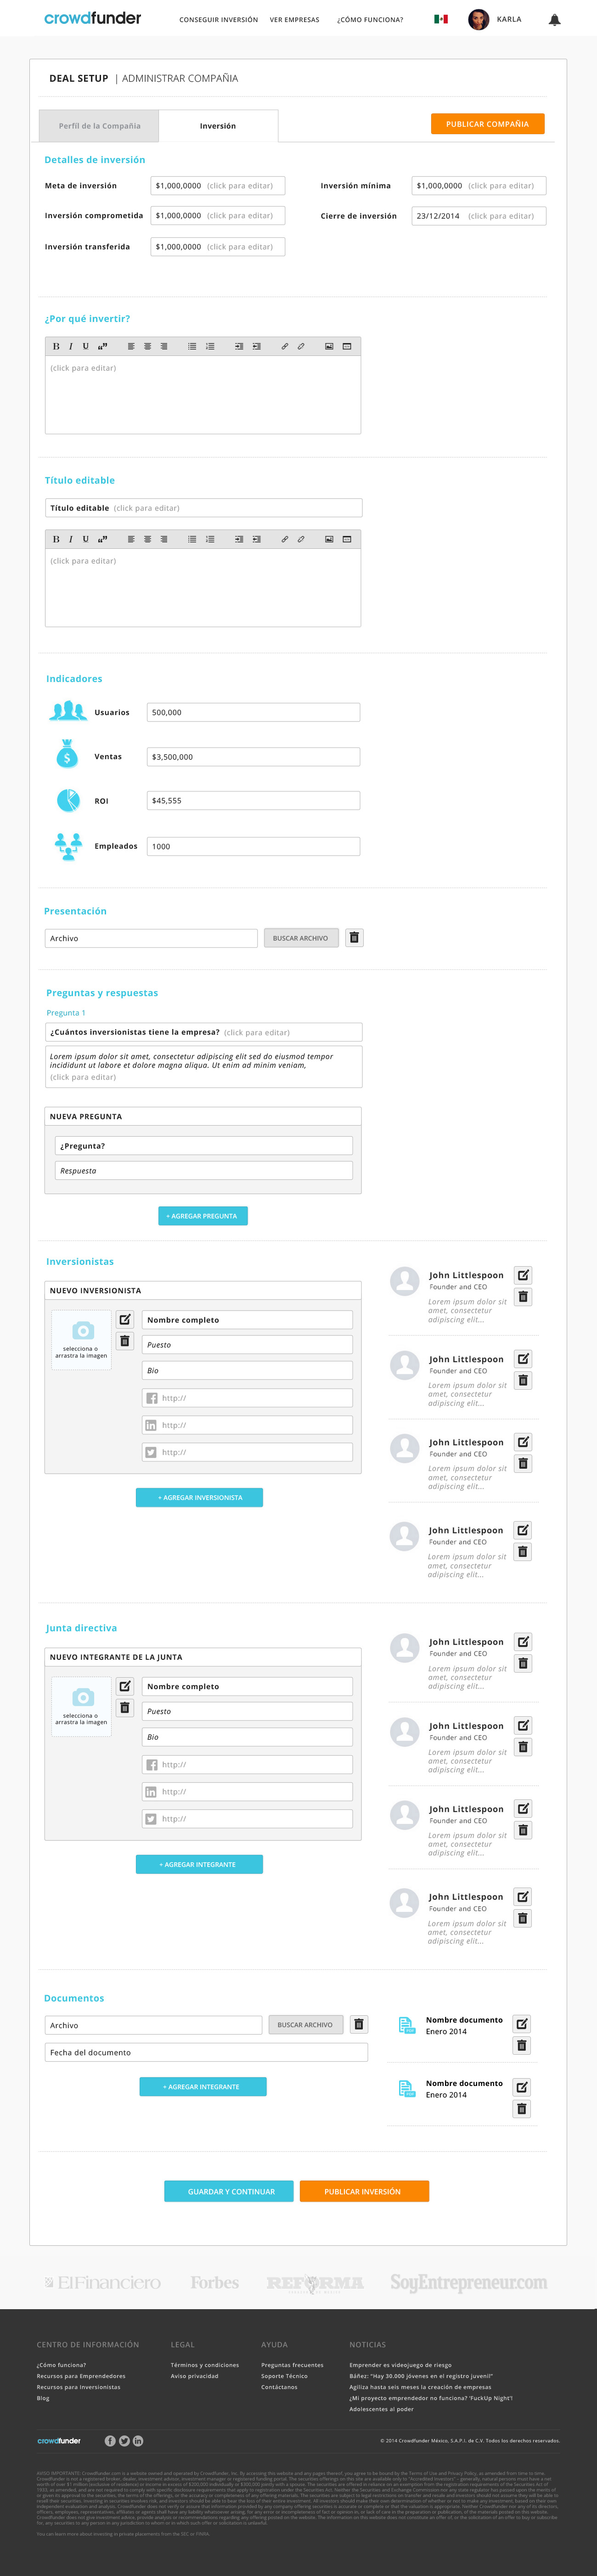 crowdfunder
CONSEGUIR INVERSIÓN VER EMPRESAS ¿CÓMO FUNCIONA? KARLA
DEAL SETUP | ADMINISTRAR COMPAÑIA
Perfil de la Compañia Inversión PUBLICAR COMPAÑIA
Detalles de inversión
Meta de inversión $1,000,0000 (click para editar) Inversión mínima $1,000,0000 (click para editar)
Inversión comprometida $1,000,0000 (click para editar) Cierre de inversión 23/12/2014 (click para editar)
Inversión transferida $1,000,0000 (click para editar)
¿Por qué invertir?
B I U
(click para editar)
Título editable
Título editable (click para editar)
B I U
(click para editar)
Indicadores
Usuarios 500,000
Ventas $3,500,000
ROI $45,555
Empleados 1000
Presentación
Archivo BUSCAR ARCHIVO
Preguntas y respuestas
Pregunta 1
¿Cuántos inversionistas tiene la empresa? (click para editar)
Lorem ipsum dolor sit amet, consectetur adipiscing elit sed do eiusmod tempor
incididunt ut labore et dolore magna aliqua. Ut enim ad minim veniam,
(click para editar)
NUEVA PREGUNTA
¿Pregunta?
Respuesta
+ AGREGAR PREGUNTA
Inversionistas
NUEVO INVERSIONISTA
selecciona o
arrastra la imagen
Nombre completo
Puesto
Bio
http://
http://
http://
+ AGREGAR INVERSIONISTA
John Littlespoon
Founder and CEO
Lorem ipsum dolor sit
amet, consectetur
adipiscing elit...
John Littlespoon
Founder and CEO
Lorem ipsum dolor sit
amet, consectetur
adipiscing elit...
John Littlespoon
Founder and CEO
Lorem ipsum dolor sit
amet, consectetur
adipiscing elit...
John Littlespoon
Founder and CEO
Lorem ipsum dolor sit
amet, consectetur
adipiscing elit...
Junta directiva
NUEVO INTEGRANTE DE LA JUNTA
selecciona o
arrastra la imagen
Nombre completo
Puesto
Bio
http://
http://
http://
+ AGREGAR INTEGRANTE
John Littlespoon
Founder and CEO
Lorem ipsum dolor sit
amet, consectetur
adipiscing elit...
John Littlespoon
Founder and CEO
Lorem ipsum dolor sit
amet, consectetur
adipiscing elit...
John Littlespoon
Founder and CEO
Lorem ipsum dolor sit
amet, consectetur
adipiscing elit...
John Littlespoon
Founder and CEO
Lorem ipsum dolor sit
amet, consectetur
adipiscing elit...
Documentos
Archivo BUSCAR ARCHIVO
Fecha del documento
+ AGREGAR INTEGRANTE
Nombre documento
Enero 2014
Nombre documento
Enero 2014
GUARDAR Y CONTINUAR PUBLICAR INVERSIÓN
El Financiero Forbes REFORMA SoyEntrepreneur.com
CENTRO DE INFORMACIÓN LEGAL AYUDA NOTICIAS
¿Cómo funciona? Términos y condiciones Preguntas frecuentes Emprender es videojuego de riesgo
Recursos para Emprendedores Aviso privacidad Soporte Técnico Báñez: "Hay 30.000 jóvenes en el registro juvenil"
Recursos para Inversionistas Contáctanos Agiliza hasta seis meses la creación de empresas
Blog ¿Mi proyecto emprendedor no funciona? 'FuckUp Night'!
Adolescentes al poder
crowdfunder © 2014 Crowdfunder México, S.A.P.I. de C.V. Todos los derechos reservados.
You can learn more about investing in private placements from the SEC or FINRA.